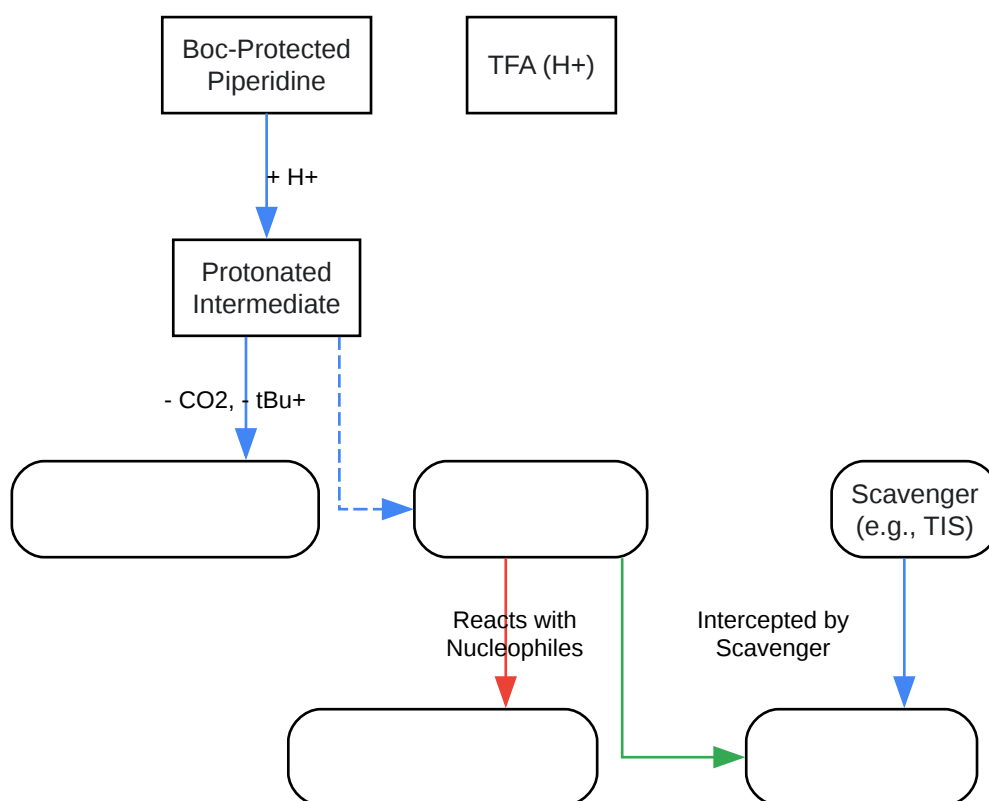 Boc-Protected
Piperidine
TFA (H+)
+ H+
Protonated
Intermediate
- CO2, - tBu+
Scavenger
(e.g., TIS)
Reacts with
Nucleophiles
Intercepted by
Scavenger